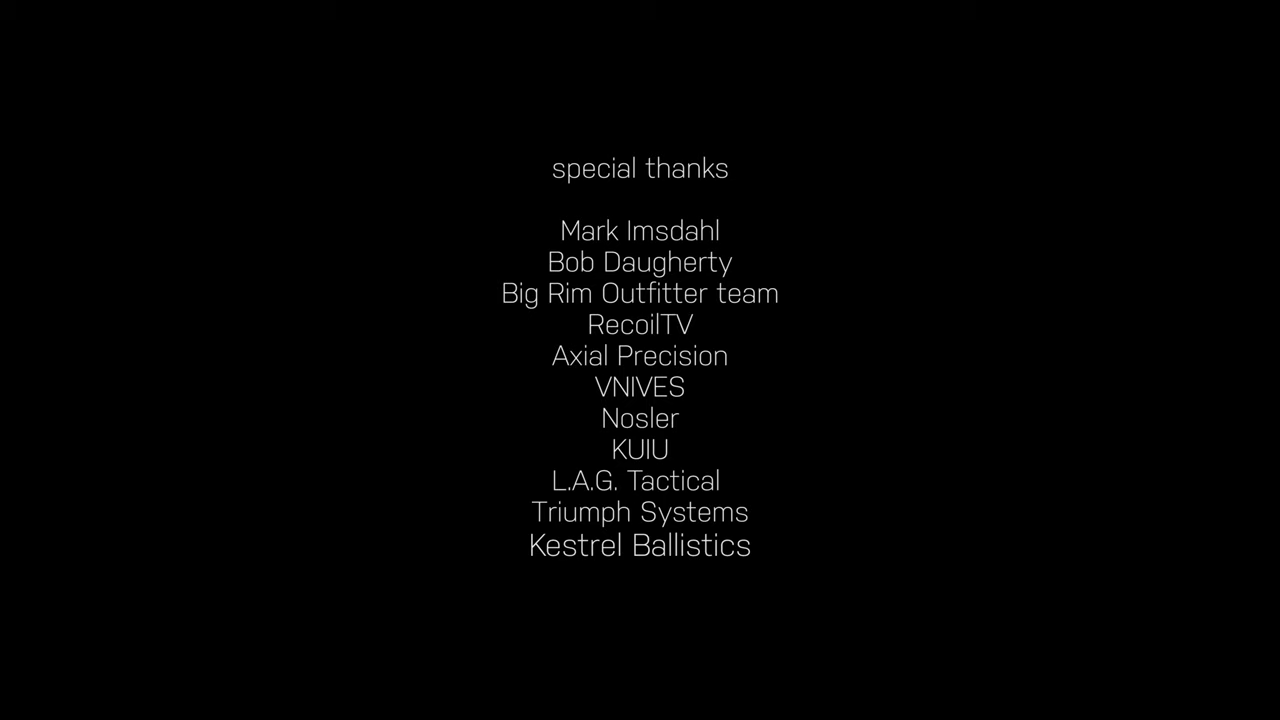 special thanks
Mark Imsdahl
Bob Daugherty
Big Rim Outfitter team
RecoilTV
Axial Precision
VNIVES
Nosler
KUIU
L.A.G. Tactical
Triumph Systems
Kestrel Ballistics